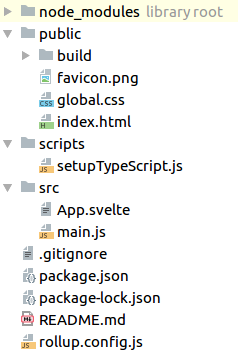 node_modules library root
public
build
favicon.png
global.css
index.html
scripts
setupTypeScript.js
src
App.svelte
main.js
.gitignore
package.json
package-lock.json
README.md
rollup.config.js